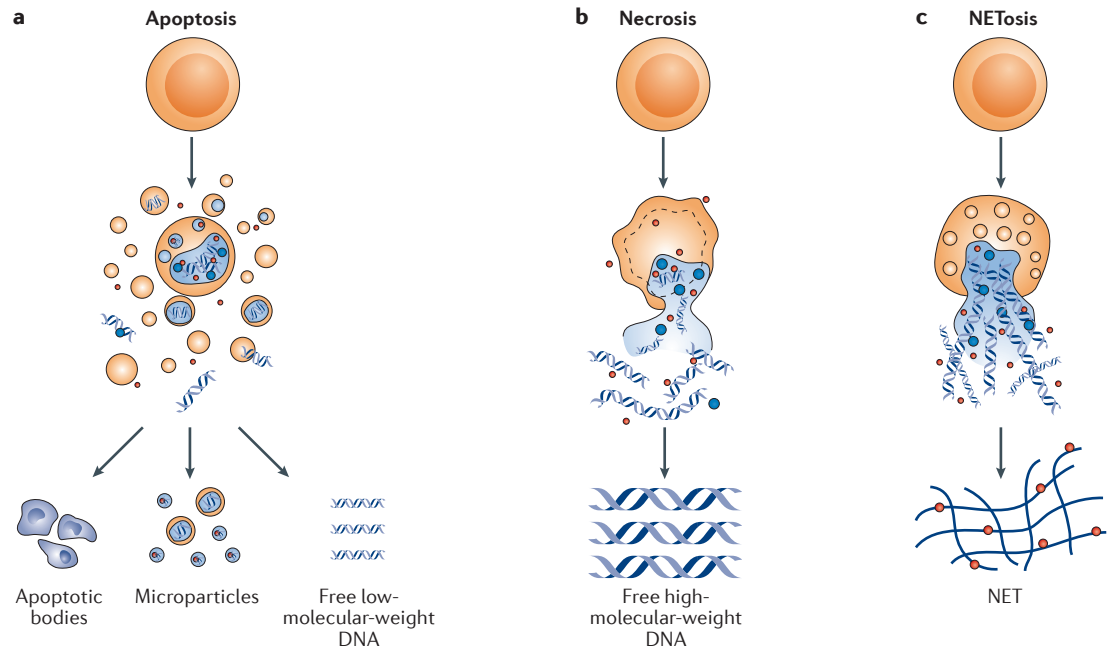 a
Apoptosis
b
Necrosis
c
NETosis
Apoptotic
bodies
Microparticles
Free low-
molecular-weight
DNA
Free high-
molecular-weight
DNA
NET